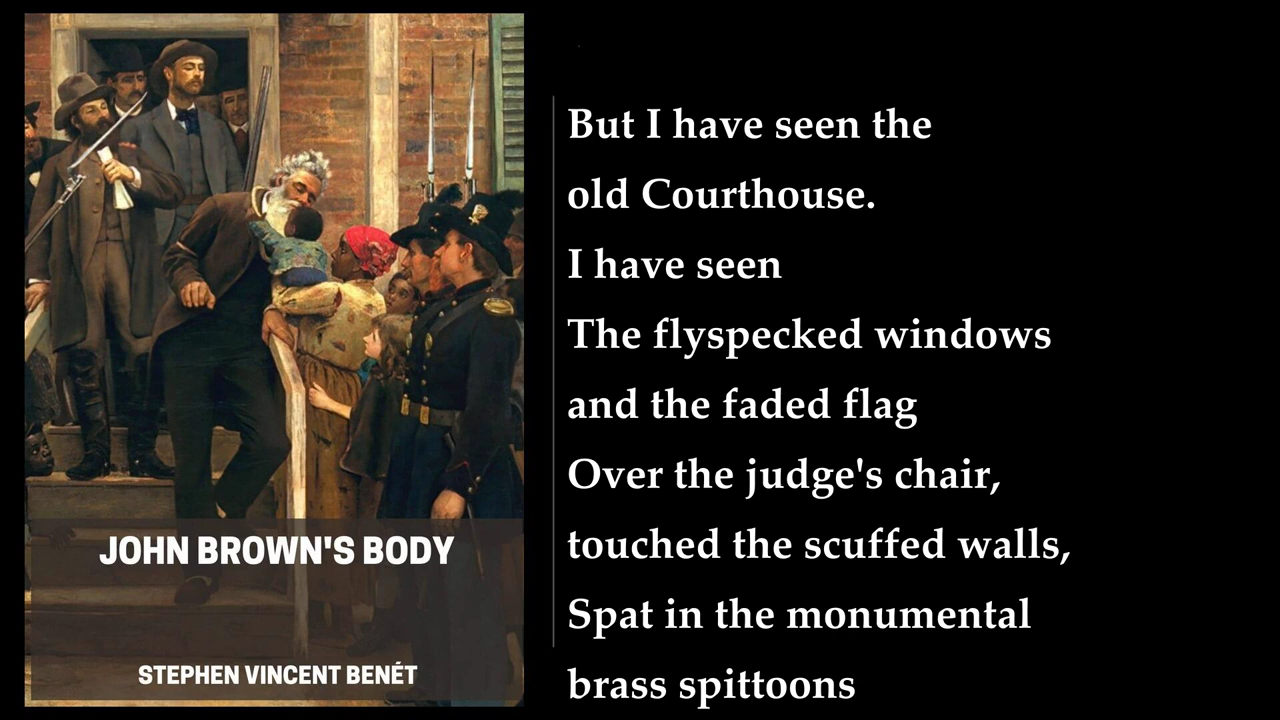 JOHN BROWN'S BODY
STEPHEN VINCENT BENÉT
But I have seen the
old Courthouse.
I have seen
The flyspecked windows
and the faded flag
Over the judge's chair,
touched the scuffed walls,
Spat in the monumental
brass spittoons